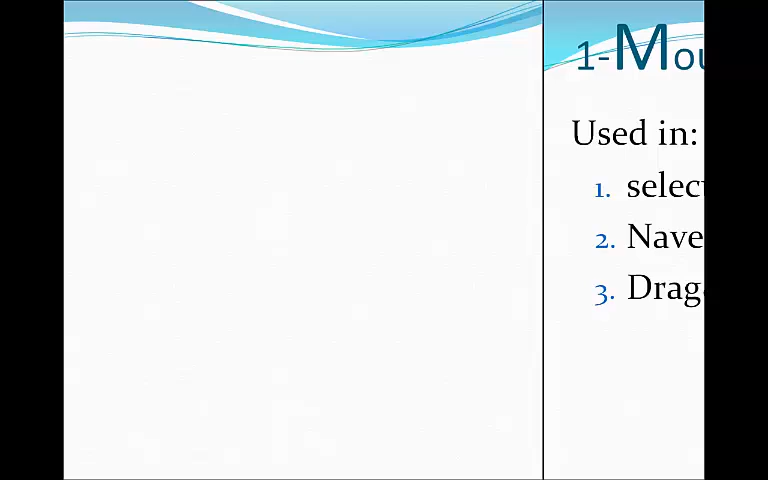 1-Mou
Used in:
1. selec
2. Nave
3. Drag